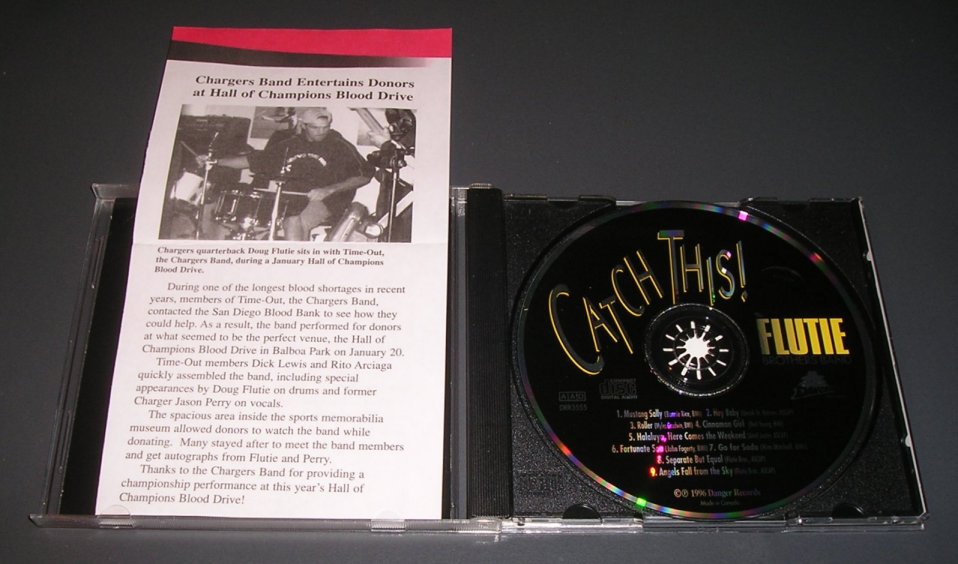 Chargers Band Entertains Donors
at Hall of Champions Blood Drive
Chargers quarterback Doug Flutie sits in with Time-Out,
the Chargers Band, during a January Hall of Champions
Blood Drive.
During one of the longest blood shortages in recent
years, members of Time-Out, the Chargers Band,
contacted the San Diego Blood Bank to see how they
could help. As a result, the band performed for donors
at what seemed to be the perfect venue, the Hall of
Champions Blood Drive in Balboa Park on January 20.
Time-Out members Dick Lewis and Rito Arciaga
quickly assembled the band, including special
appearances by Doug Flutie on drums and former
Charger Jason Perry on vocals.
The spacious area inside the sports memorabilia
museum allowed donors to watch the band while
donating. Many stayed after to meet the band members
and get autographs from Flutie and Perry.
Thanks to the Chargers Band for providing a
championship performance at this year's Hall of
Champions Blood Drive!
CATCH THIS!
FLUTIE
DIGITAL AUDIO
1. Mustang Sally 2. Hey Baby
3. Roller 4. Cinnamon Girl
5. Halaluya, Here Comes the Weekend
6. Fortunate Son (John Fogerty, BMI) 7. Go for Soda
8. Separate But Equal
9. Angels Fall from the Sky
©℗ 1996 Danger Records
Made in Canada